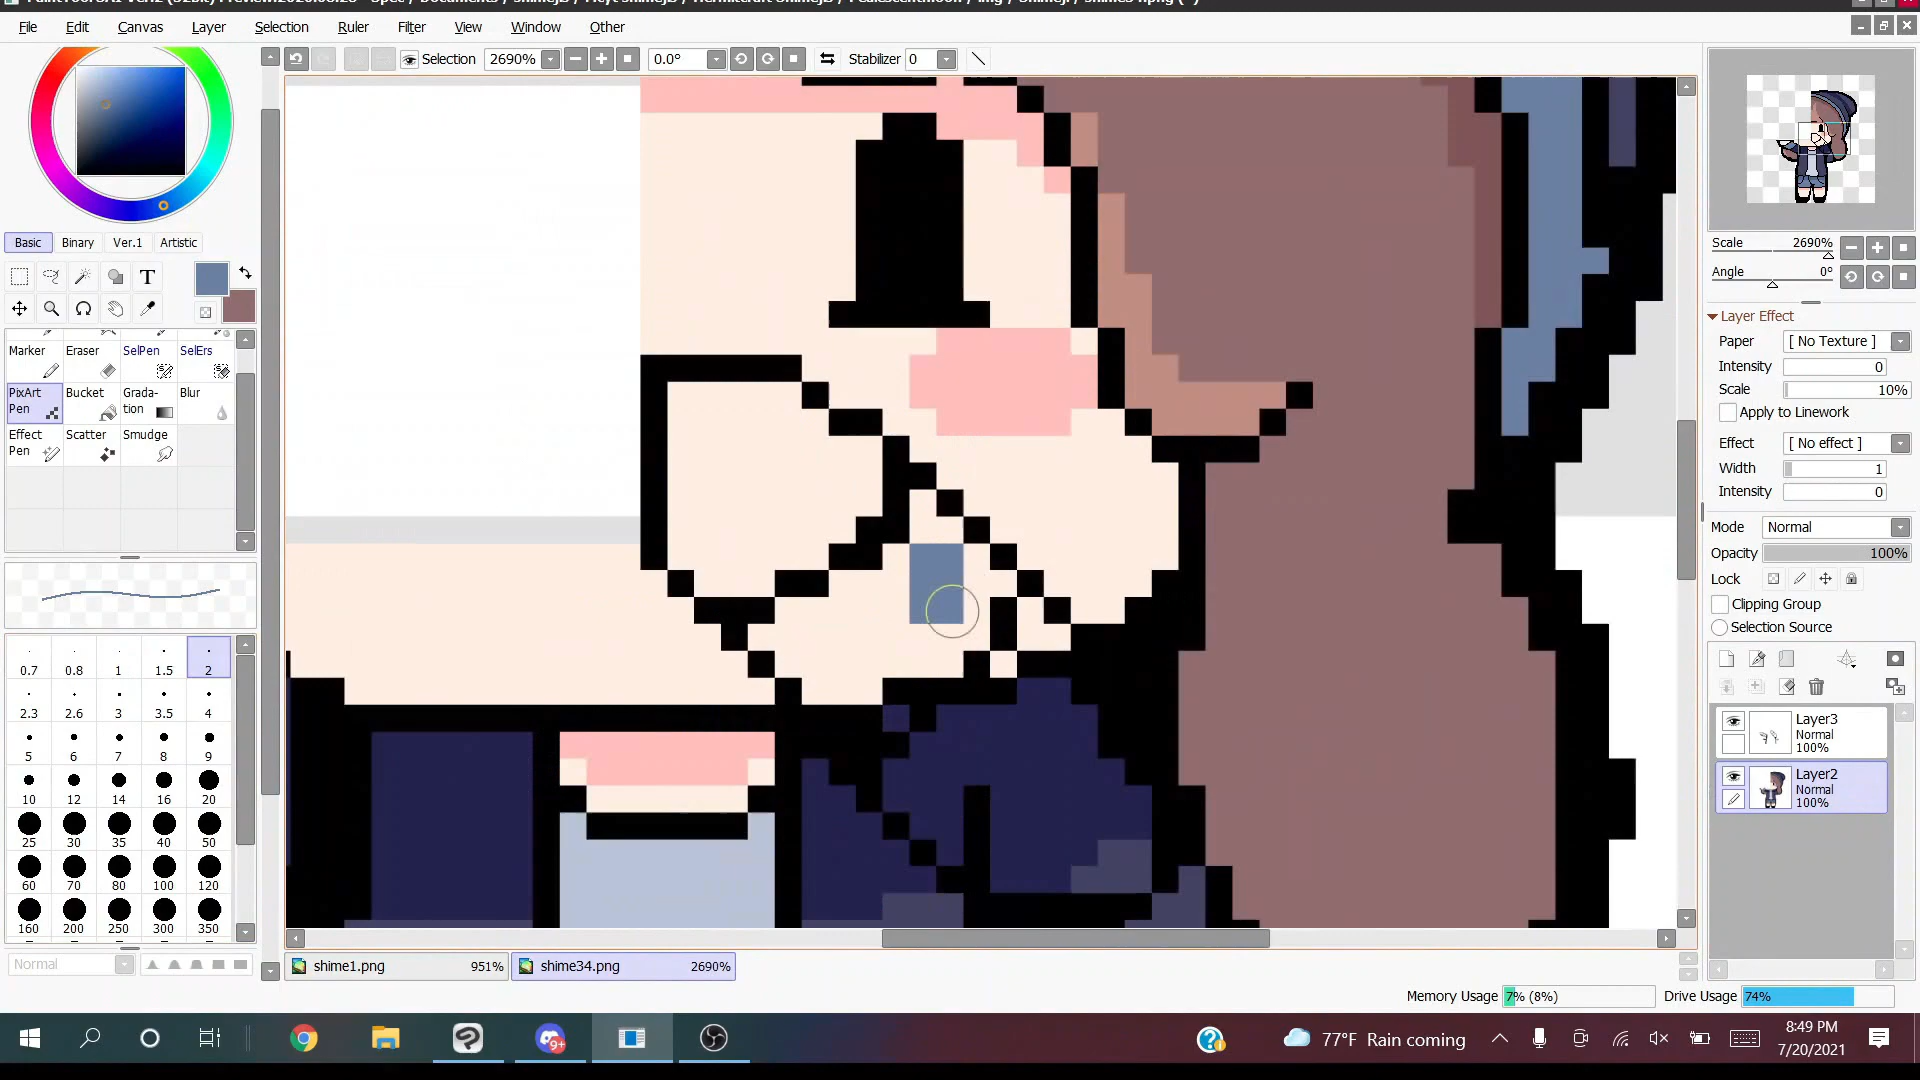 File Edit Canvas Layer Selection Ruler Filter View Window Other
Selection 2690% 0.0° Stabilizer 0
Basic Binary Ver.1 Artistic
T
Marker Eraser SelPen SelErs
PixArt Pen Bucket Grada- tion Blur
Effect Pen Scatter Smudge
0.7 0.8 1 1.5 2
2.3 2.6 3 3.5 4
5 6 7 8 9
10 12 14 16 20
25 30 35 40 50
60 70 80 100 120
160 200 250 300 350
Normal
shime1.png 951% shime34.png 2690%
Scale 2690%
Angle 0°
Layer Effect
Paper [ No Texture ]
Intensity 0
Scale 10%
Apply to Linework
Effect [ No effect ]
Width 1
Intensity 0
Mode Normal
Opacity 100%
Lock
Clipping Group
Selection Source
Layer3
Normal
100%
Layer2
Normal
100%
Memory Usage 7% (8%) Drive Usage 74%
9+
77°F Rain coming
8:49 PM
7/20/2021